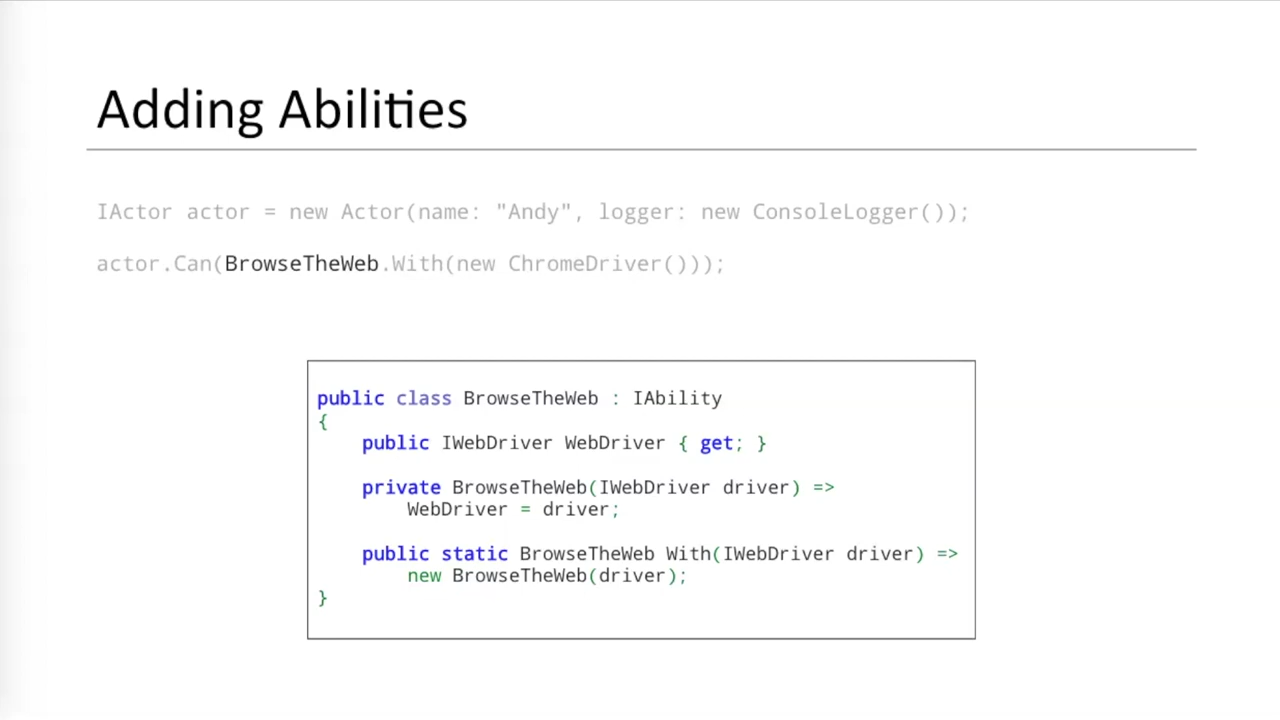 Adding Abilities
IActor actor = new Actor(name: "Andy", logger: new ConsoleLogger());
actor.Can(BrowseTheWeb.With(new ChromeDriver()));
public class BrowseTheWeb : IAbility
{
    public IWebDriver WebDriver { get; }
    private BrowseTheWeb(IWebDriver driver) =>
        WebDriver = driver;
    public static BrowseTheWeb With(IWebDriver driver) =>
        new BrowseTheWeb(driver);
}